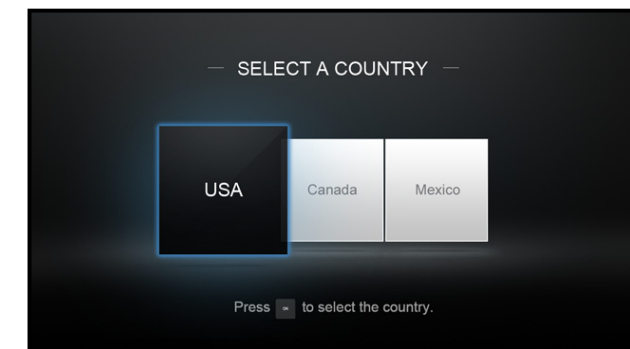 SELECT A COUNTRY
USA Canada Mexico
Press to select the country.